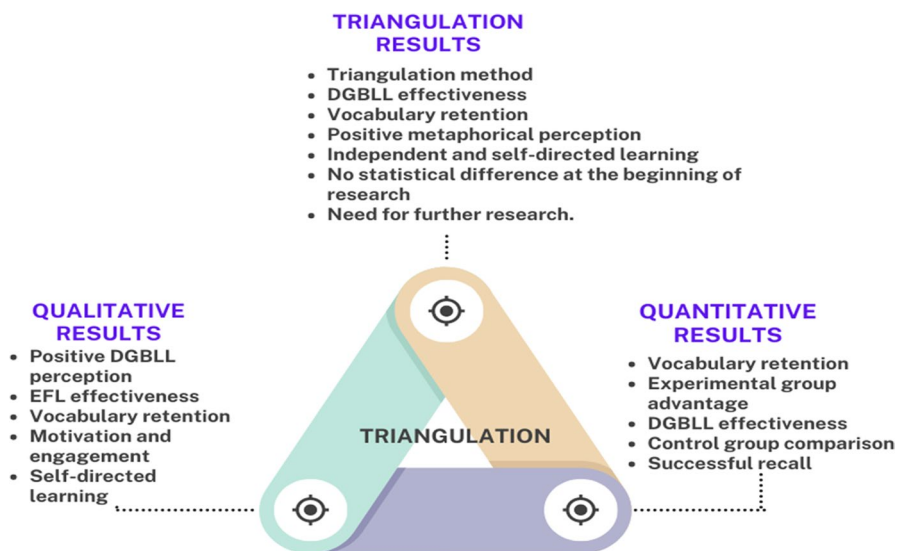 TRIANGULATION
RESULTS
• Triangulation method
• DGBLL effectiveness
• Vocabulary retention
• Positive metaphorical perception
• Independent and self-directed learning
• No statistical difference at the beginning of
research
• Need for further research.
QUALITATIVE
RESULTS
• Positive DGBLL
perception
• EFL effectiveness
• Vocabulary retention
• Motivation and
engagement
• Self-directed
learning
TRIANGULATION
QUANTITATIVE
RESULTS
• Vocabulary retention
• Experimental group
advantage
• DGBLL effectiveness
• Control group comparison
• Successful recall